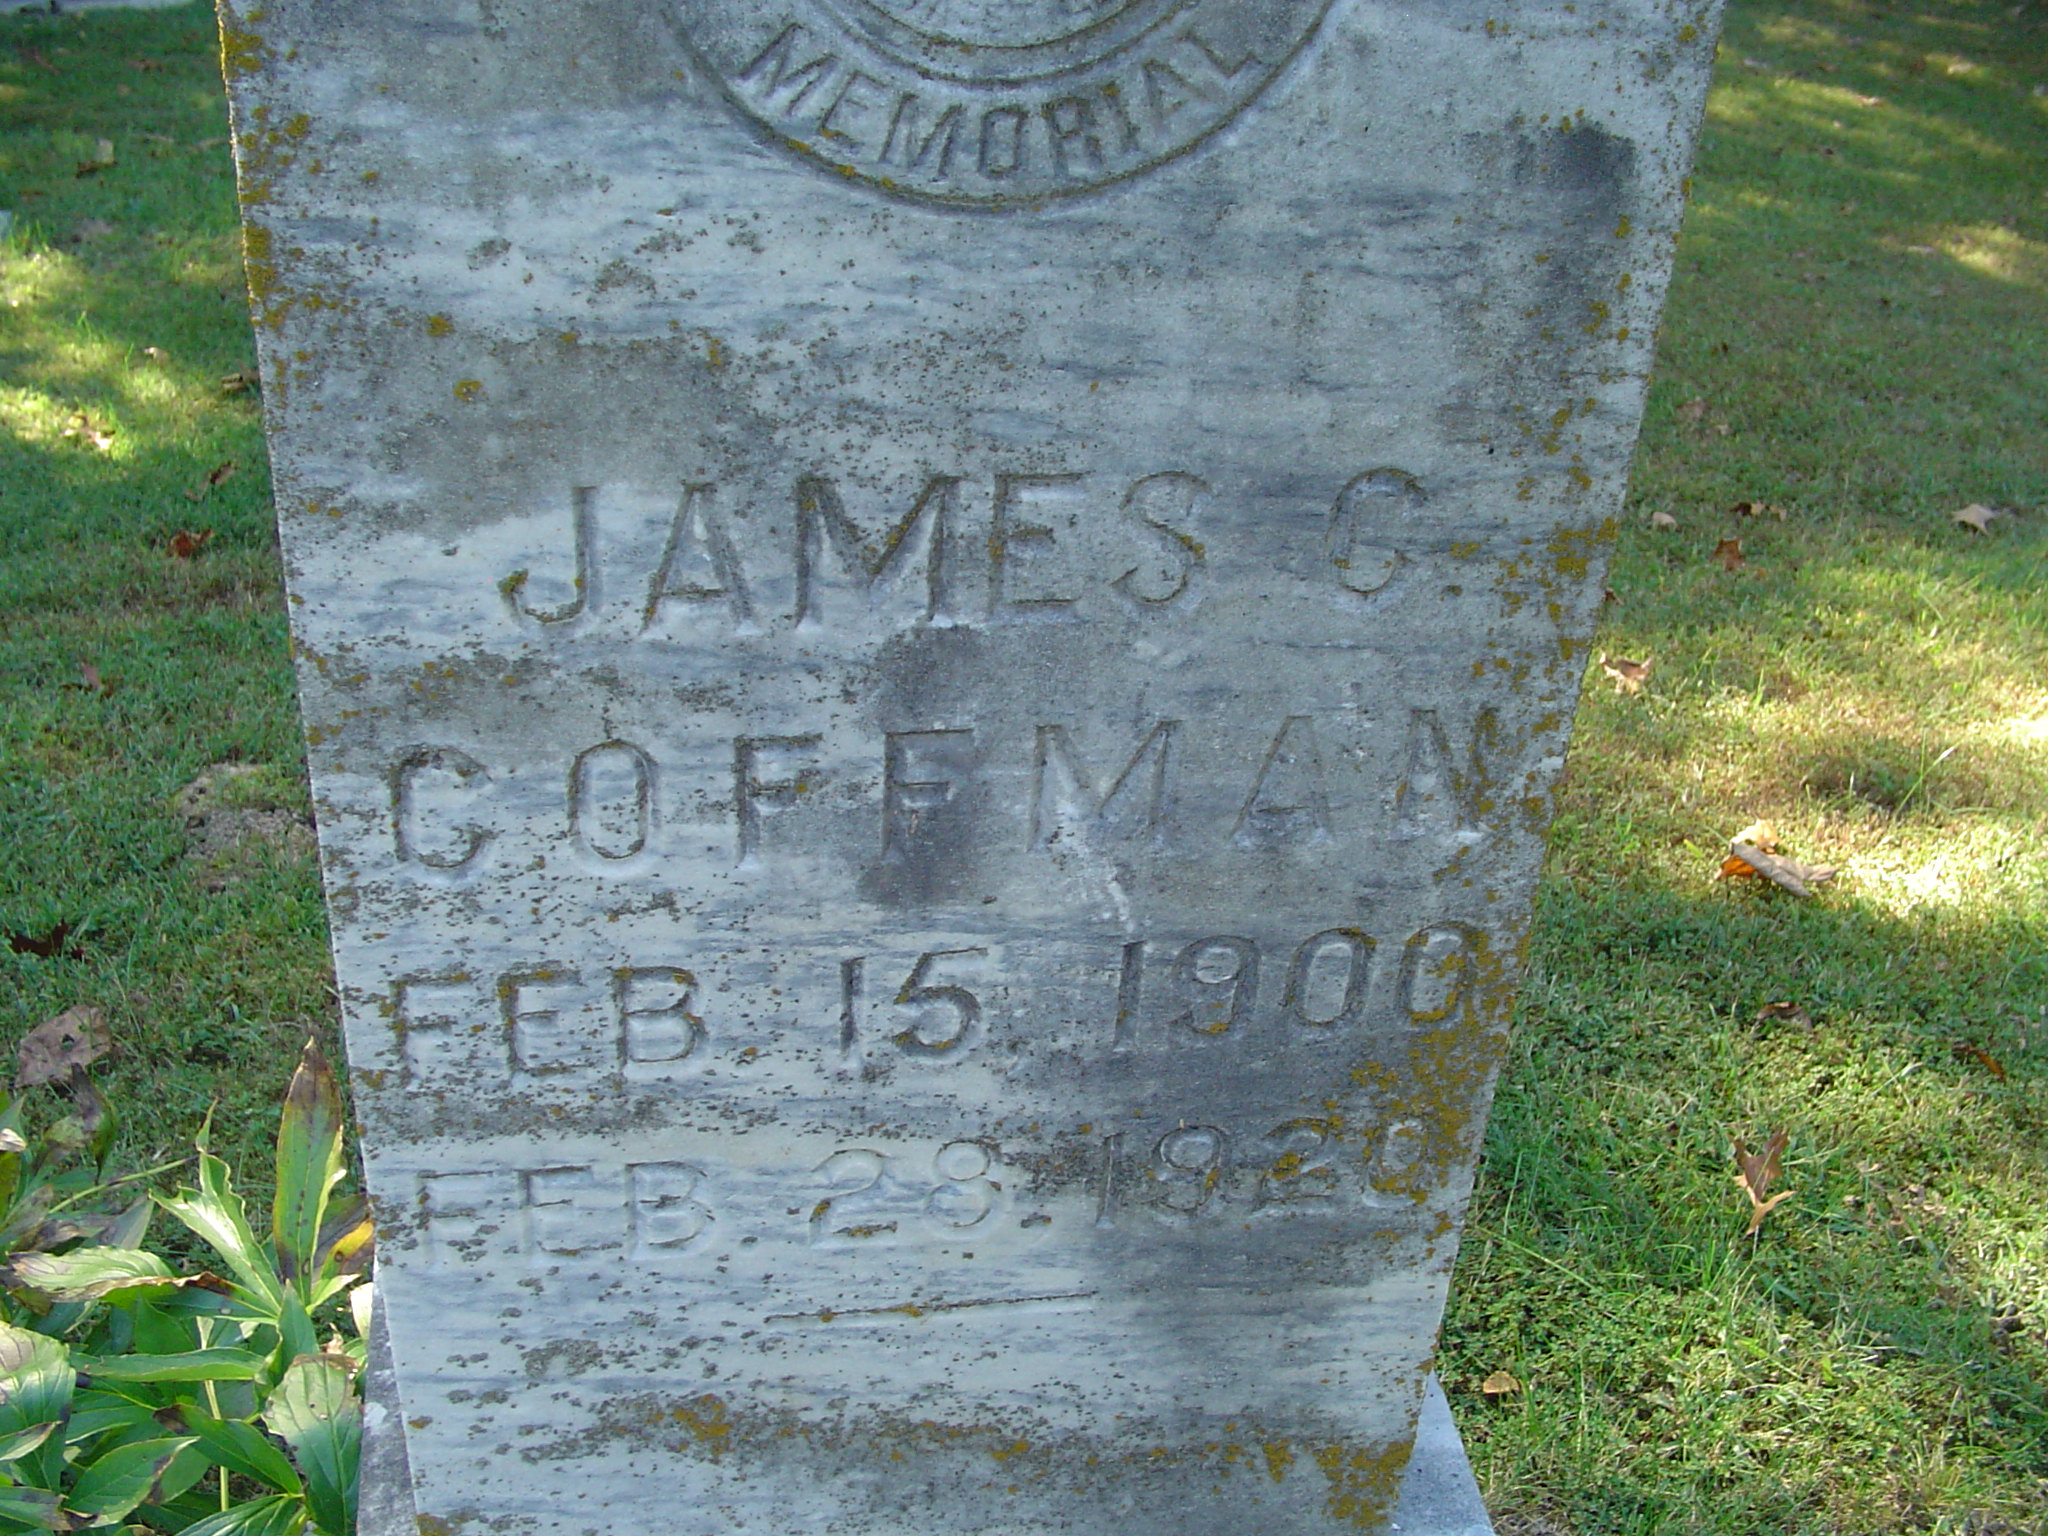 MEMORIAL
JAMES C.
COFFMAN
FEB. 15, 1900
FEB. 28, 1920